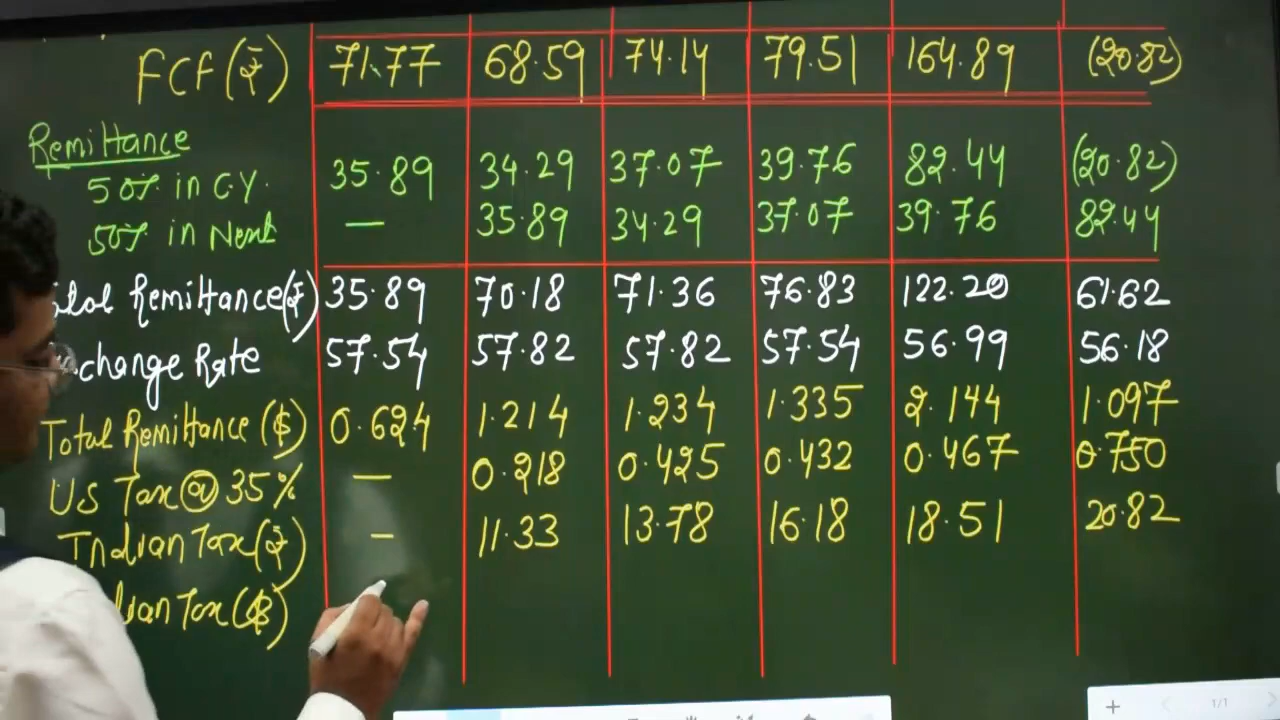 FCF(₹) 71.77 68.59 74.14 79.51 164.89 (20.82)
Remittance
50% in C.Y. 35.89 34.29 37.07 39.76 82.44 (20.82)
50% in Next — 35.89 34.29 37.07 39.76 82.44
Remittance(₹) 35.89 70.18 71.36 76.83 122.20 61.62
change Rate 57.54 57.82 57.82 57.54 56.99 56.18
Total Remittance ($) 0.624 1.214 1.234 1.335 2.144 1.097
US Tax @ 35% — 0.218 0.425 0.432 0.467 0.750
Indian Tax(₹) — 11.33 13.78 16.18 18.51 20.82
ian Tax($)
1/1